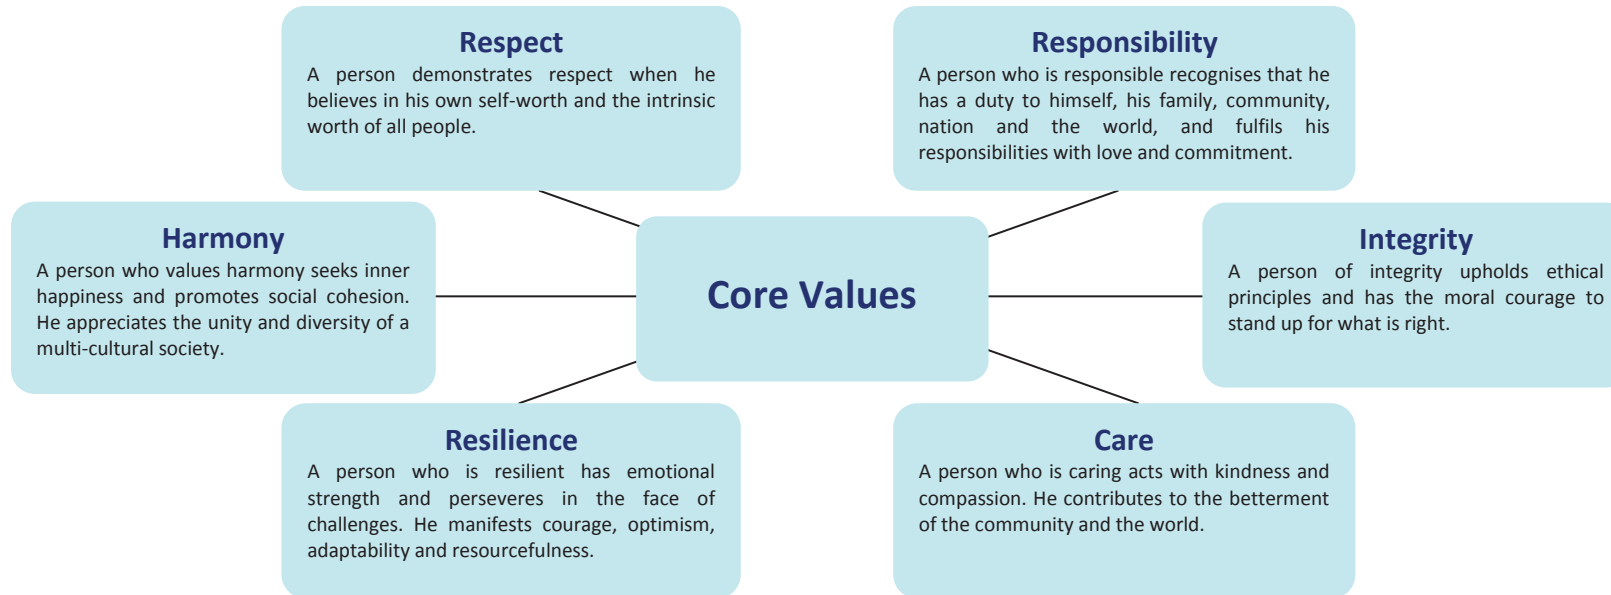 Respect
A person demonstrates respect when he
believes in his own self-worth and the intrinsic
worth of all people.
Responsibility
A person who is responsible recognises that he
has a duty to himself, his family, community,
nation and the world, and fulfils his
responsibilities with love and commitment.
Harmony
A person who values harmony seeks inner
happiness and promotes social cohesion.
He appreciates the unity and diversity of a
multi-cultural society.
Core Values
Integrity
A person of integrity upholds ethical
principles and has the moral courage to
stand up for what is right.
Resilience
A person who is resilient has emotional
strength and perseveres in the face of
challenges. He manifests courage, optimism,
adaptability and resourcefulness.
Care
A person who is caring acts with kindness and
compassion. He contributes to the betterment
of the community and the world.